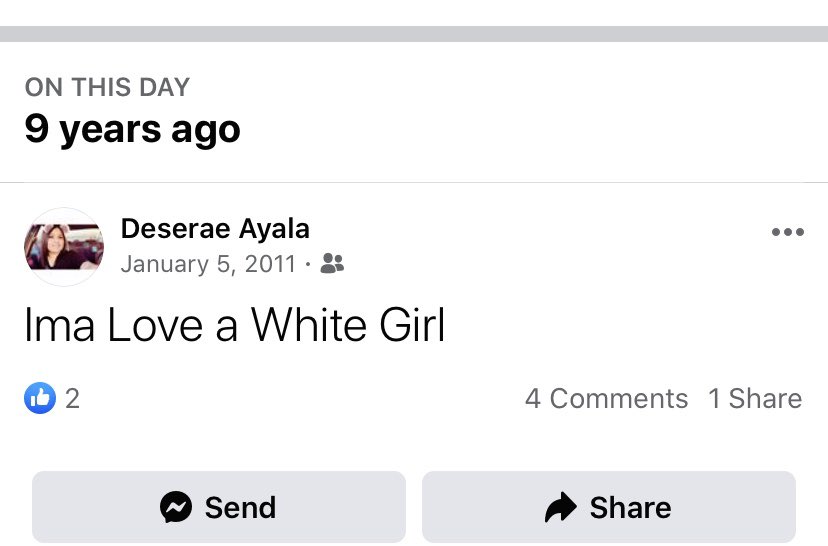 ON THIS DAY
9 years ago
Deserae Ayala
January 5, 2011 ·
Ima Love a White Girl
2 4 Comments 1 Share
Send Share